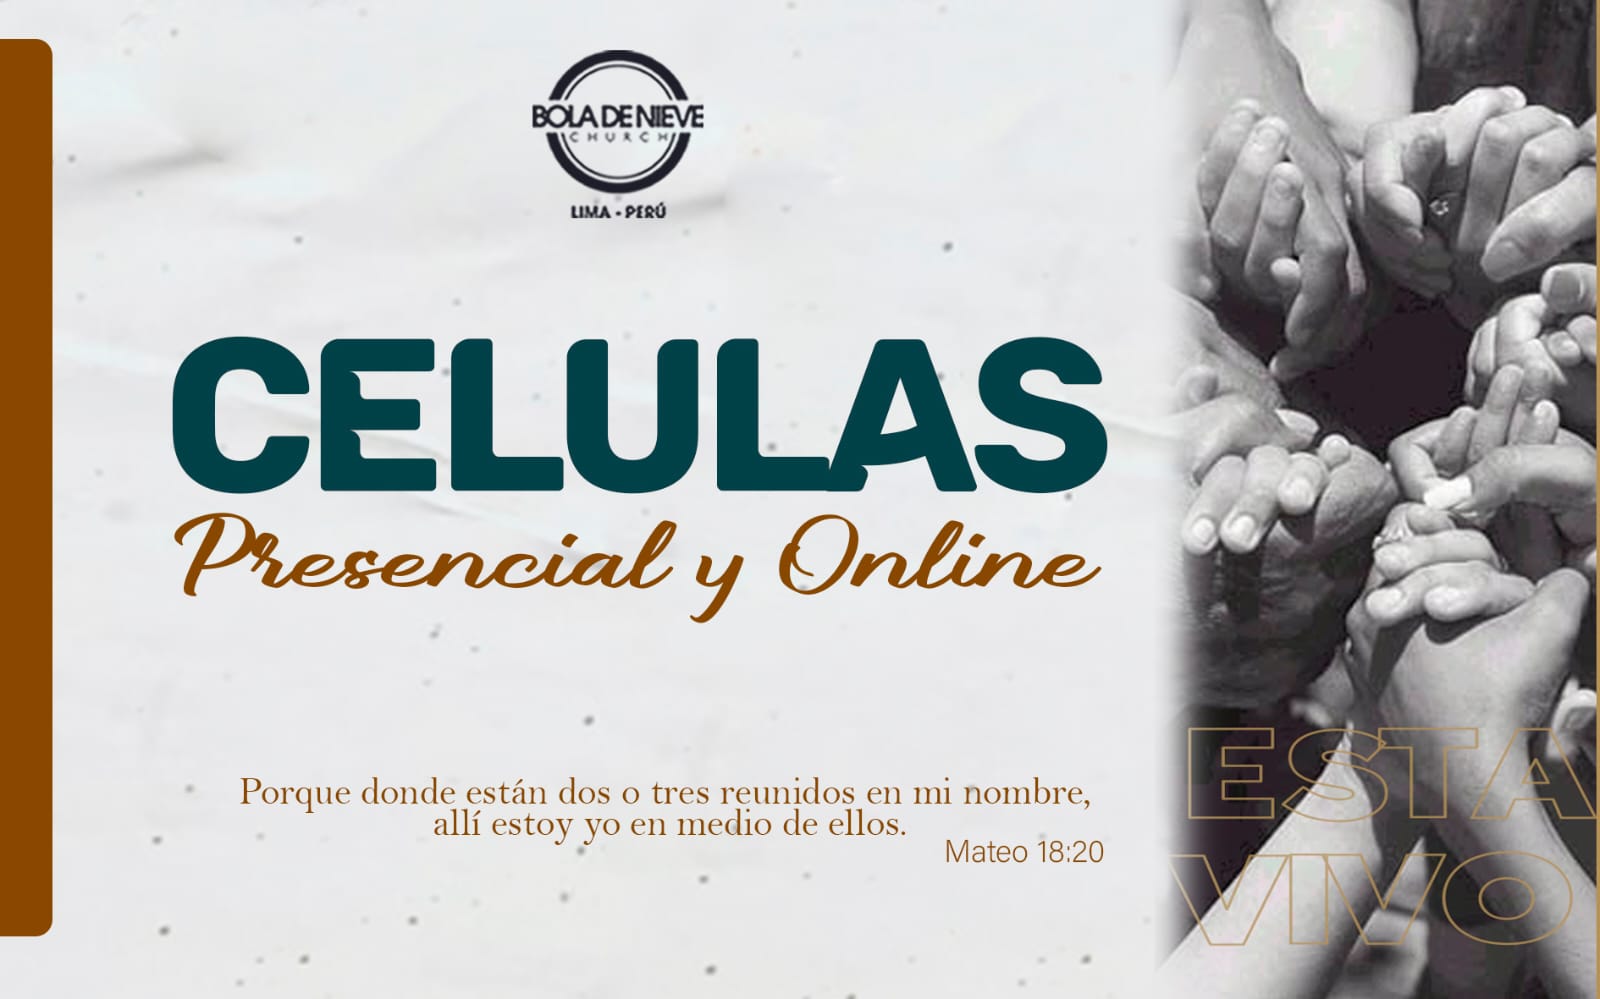 BOLA DE NIEVE
CHURCH
LIMA - PERÚ
CELULAS
Presencial y Online
Porque donde están dos o tres reunidos en mi nombre,
allí estoy yo en medio de ellos.
Mateo 18:20
ESTA
VIVO